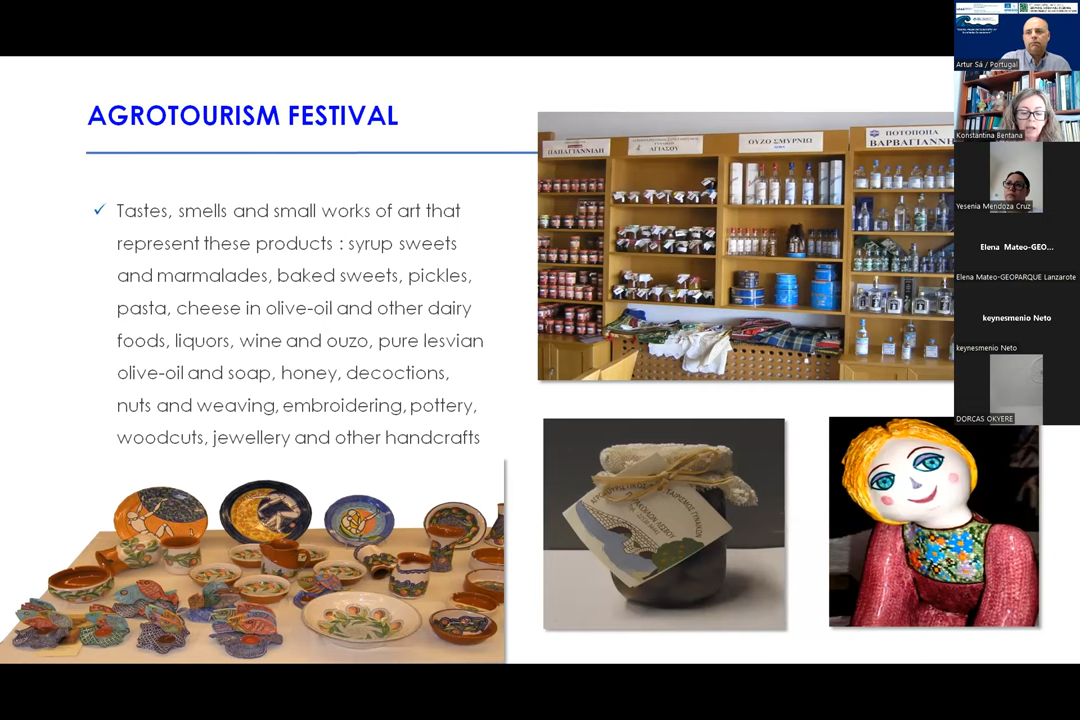 AGROTOURISM FESTIVAL
✓ Tastes, smells and small works of art that
represent these products : syrup sweets
and marmalades, baked sweets, pickles,
pasta, cheese in olive-oil and other dairy
foods, liquors, wine and ouzo, pure lesvian
olive-oil and soap, honey, decoctions,
nuts and weaving, embroidering, pottery,
woodcuts, jewellery and other handcrafts
ΠΑΠΑΓΙΑΝΝΙΔΗ
ΑΓΙΑΣΟΥ
ΟΥΖΟ ΣΜΥΡΝΙΩ
ΠΟΤΟΠΟΙΙΑ
ΒΑΡΒΑΓΙΑΝΝΗ
Artur Sá / Portugal
Konstantina Bentana
Yesenia Mendoza Cruz
Elena Mateo-GEO...
Elena Mateo-GEOPARQUE Lanzarote
keynesmenio Neto
keynesmenio Neto
DORCAS OKYERE